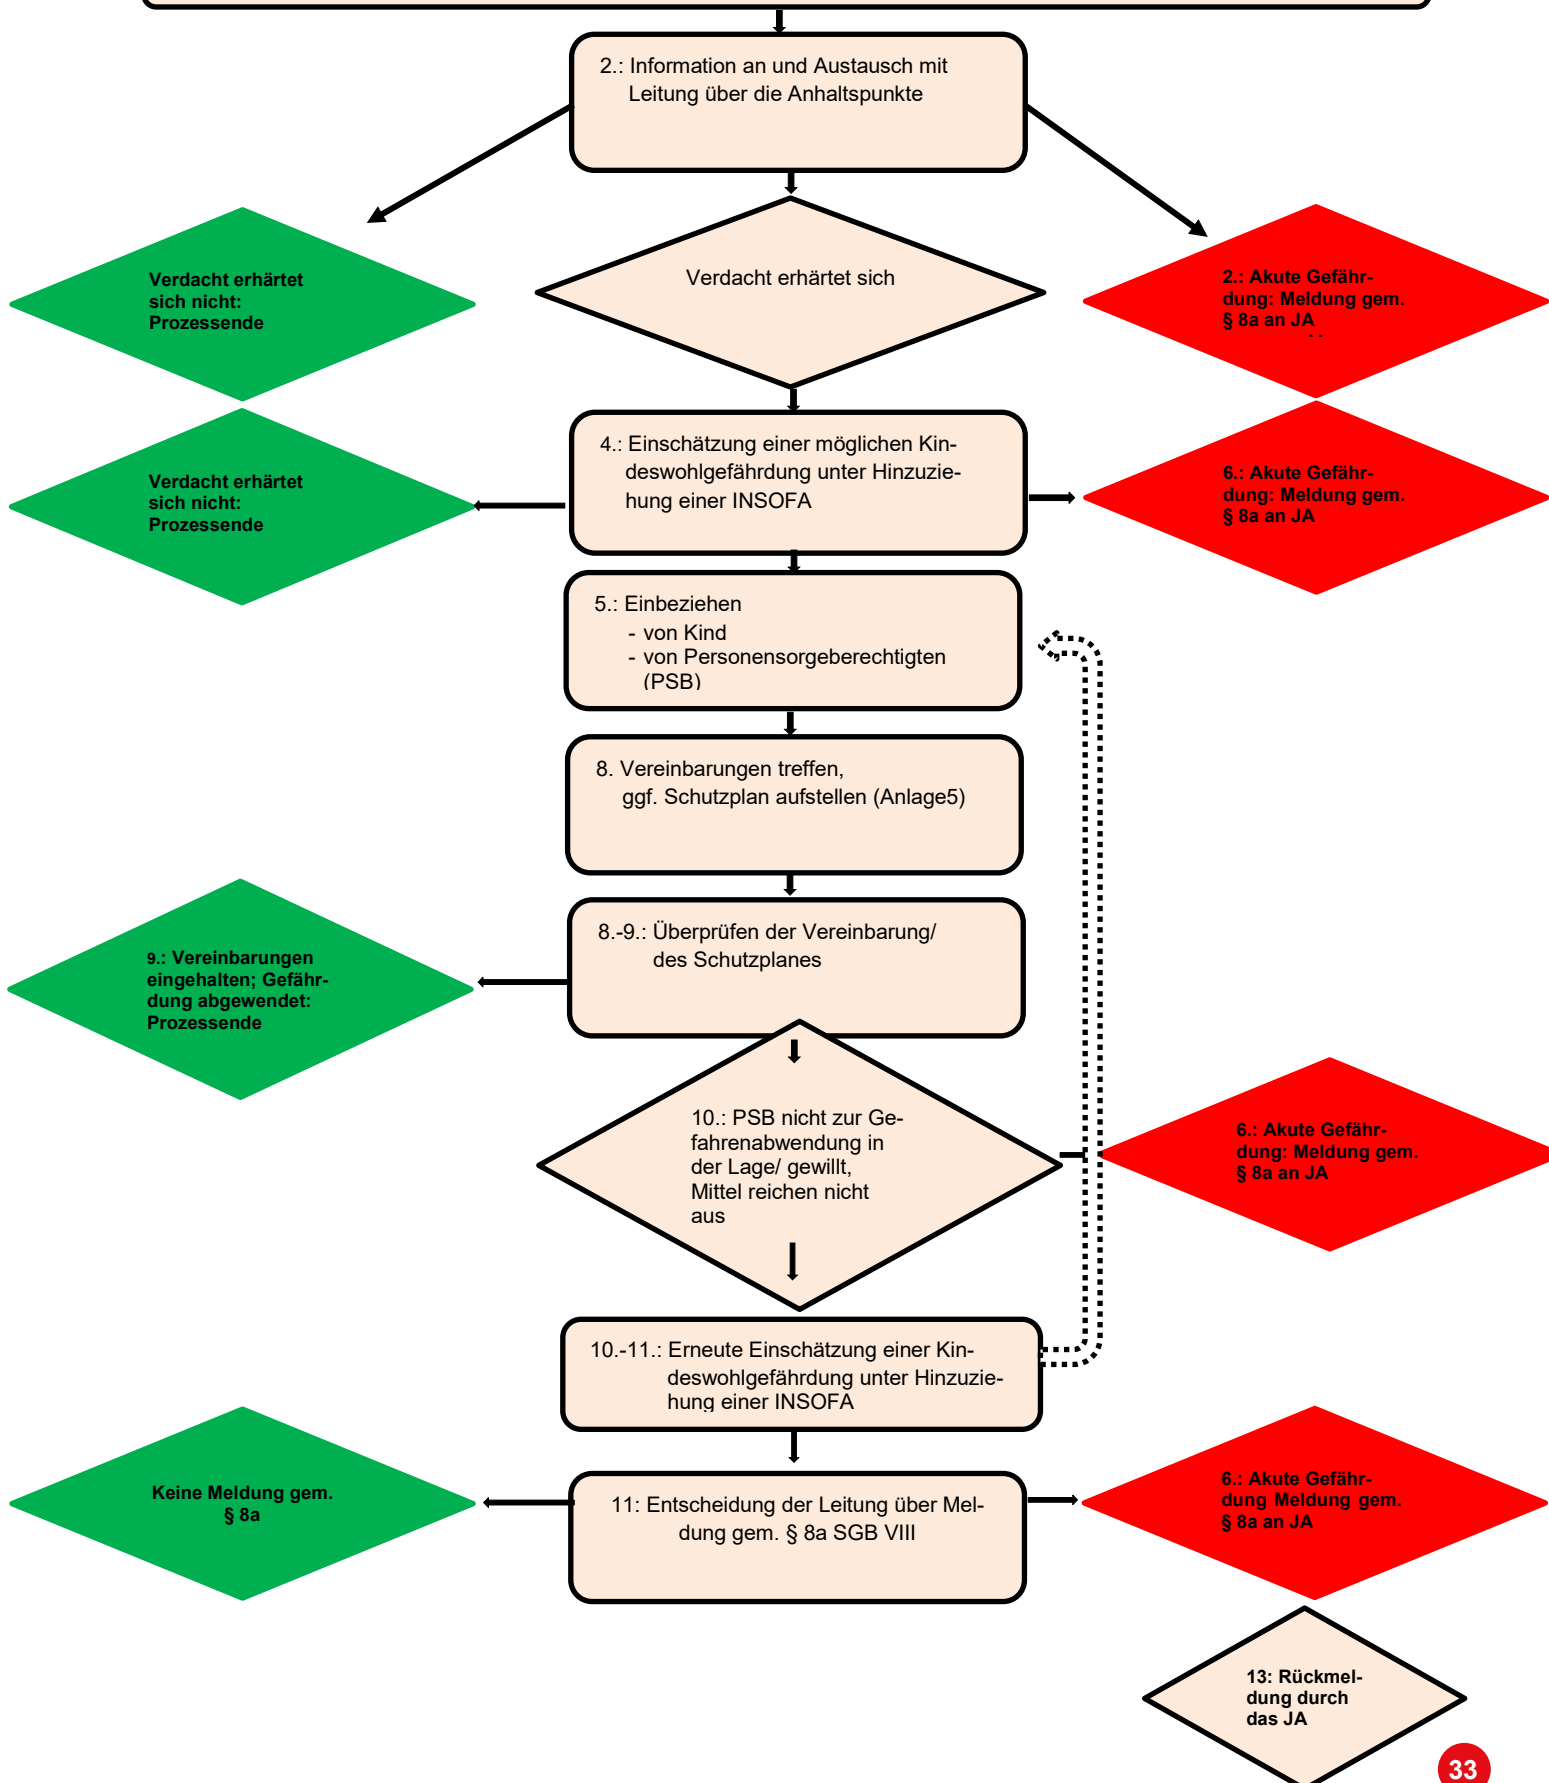 2.: Information an und Austausch mit
Leitung über die Anhaltspunkte
Verdacht erhärtet
sich nicht:
Prozessende
Verdacht erhärtet sich
2.: Akute Gefähr-
dung: Meldung gem.
§ 8a an JA
Verdacht erhärtet
sich nicht:
Prozessende
4.: Einschätzung einer möglichen Kin-
deswohlgefährdung unter Hinzuzie-
hung einer INSOFA
6.: Akute Gefähr-
dung: Meldung gem.
§ 8a an JA
5.: Einbeziehen
- von Kind
- von Personensorgeberechtigten
(PSB)
8. Vereinbarungen treffen,
ggf. Schutzplan aufstellen (Anlage5)
8.-9.: Überprüfen der Vereinbarung/
des Schutzplanes
9.: Vereinbarungen
eingehalten; Gefähr-
dung abgewendet:
Prozessende
10.: PSB nicht zur Ge-
fahrenabwendung in
der Lage/ gewillt,
Mittel reichen nicht
aus
6.: Akute Gefähr-
dung: Meldung gem.
§ 8a an JA
10.-11.: Erneute Einschätzung einer Kin-
deswohlgefährdung unter Hinzuzie-
hung einer INSOFA
Keine Meldung gem.
§ 8a
11: Entscheidung der Leitung über Mel-
dung gem. § 8a SGB VIII
6.: Akute Gefähr-
dung Meldung gem.
§ 8a an JA
13: Rückmel-
dung durch
das JA
33